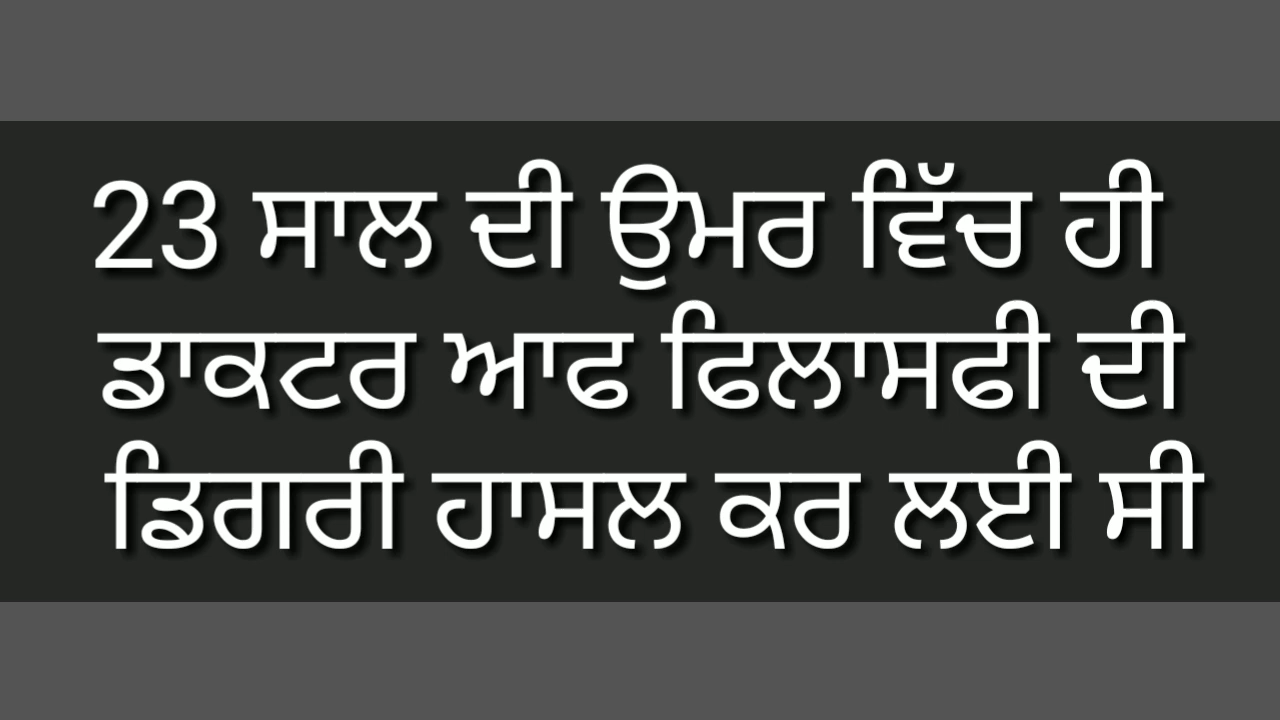 23 ਸਾਲ ਦੀ ਉਮਰ ਵਿੱਚ ਹੀ
ਡਾਕਟਰ ਆਫ ਫਿਲਾਸਫੀ ਦੀ
ਡਿਗਰੀ ਹਾਸਲ ਕਰ ਲਈ ਸੀ